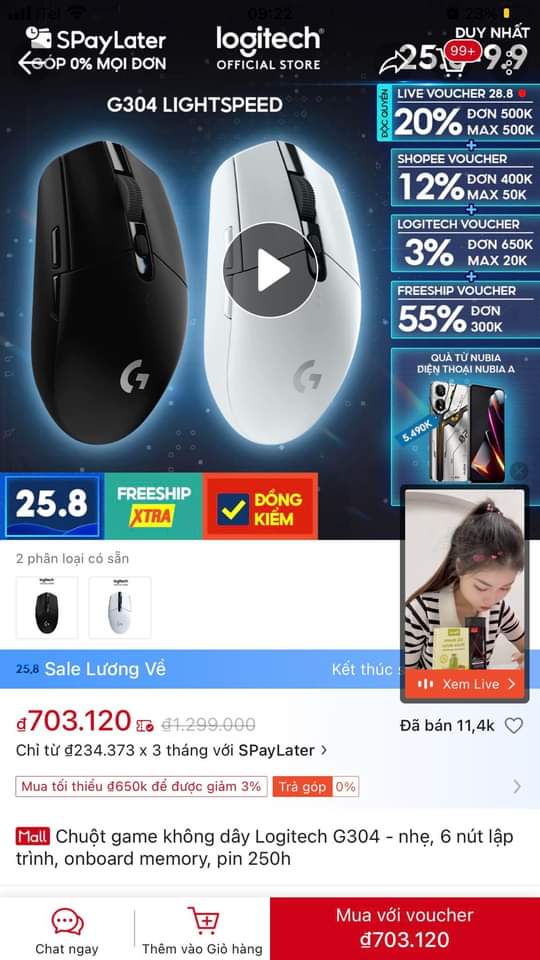 iTel
09:22
23%
SPayLater
GÓP 0% MỌI ĐƠN
logitech
OFFICIAL STORE
DUY NHẤT
25.
9.9
99+
G304 LIGHTSPEED
ĐỘC QUYỀN
LIVE VOUCHER 28.8
20% ĐƠN 500K
MAX 500K
+
SHOPEE VOUCHER
12% ĐƠN 400K
MAX 50K
+
LOGITECH VOUCHER
3% ĐƠN 650K
MAX 20K
+
FREESHIP VOUCHER
55% ĐƠN
300K
QUÀ TỪ NUBIA
ĐIỆN THOẠI NUBIA A
5.490K
G
G
25.8
FREESHIP
XTRA
ĐỒNG
KIỂM
2 phân loại có sẵn
logitech
logitech
25.8 Sale Lương Về
Kết thúc s
Xem Live
₫703.120 ₫1.299.000
Đã bán 11,4k
Chỉ từ ₫234.373 x 3 tháng với SPayLater
Mua tối thiểu ₫650k để được giảm 3%
Trả góp 0%
Mall Chuột game không dây Logitech G304 - nhẹ, 6 nút lập
trình, onboard memory, pin 250h
Chat ngay
Thêm vào Giỏ hàng
Mua với voucher
₫703.120